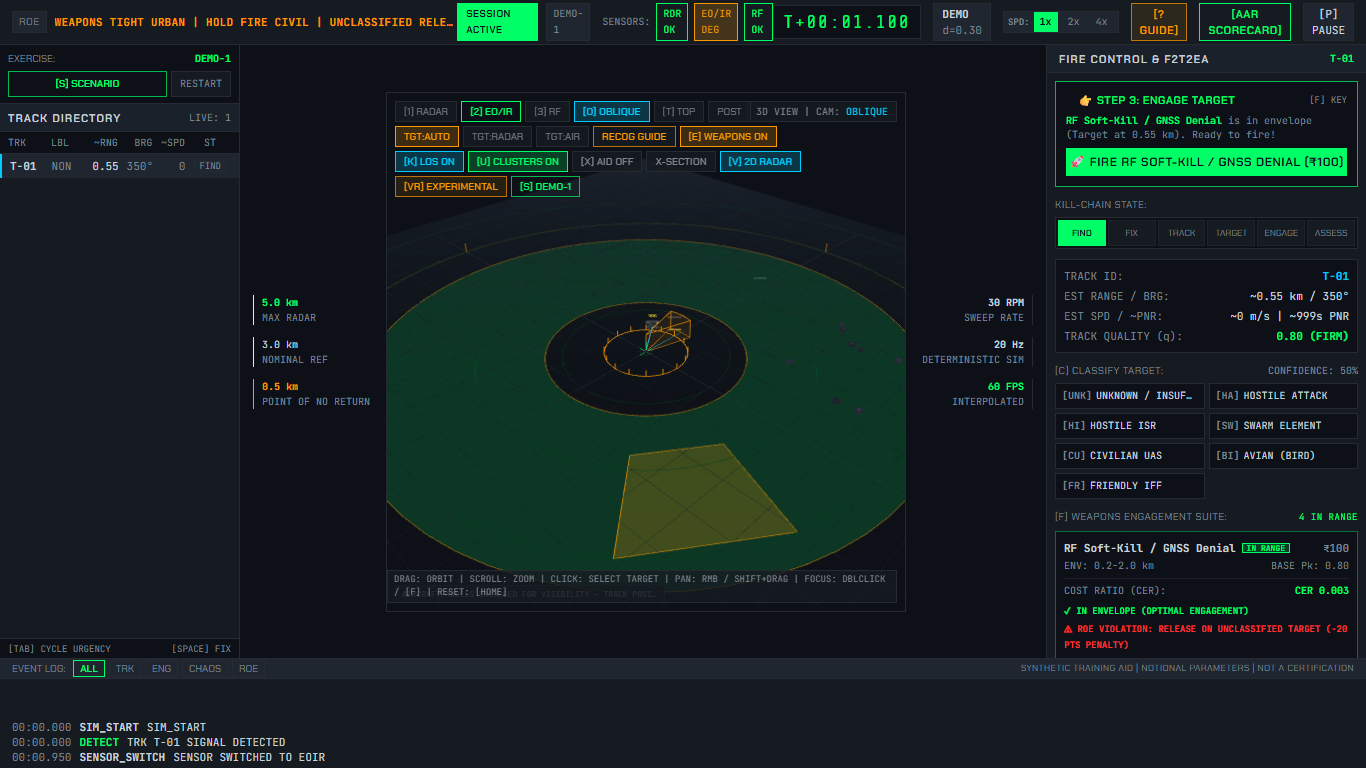 ROE WEAPONS TIGHT URBAN | HOLD FIRE CIVIL | UNCLASSIFIED RELE…
SESSION ACTIVE
DEMO-1
SENSORS: RDR OK EO/IR DEG RF OK
T+00:01.100
DEMO
d=0.30
SPD: 1x 2x 4x
[? GUIDE]
[AAR SCORECARD]
[P] PAUSE
EXERCISE: DEMO-1
[S] SCENARIO RESTART
TRACK DIRECTORY LIVE: 1
TRK LBL ~RNG BRG ~SPD ST
T-01 NON 0.55 350° 0 FIND
[TAB] CYCLE URGENCY [SPACE] FIX
[1] RADAR [2] EO/IR [3] RF [O] OBLIQUE [T] TOP POST 3D VIEW | CAM: OBLIQUE
TGT:AUTO TGT:RADAR TGT:AIR RECOG GUIDE [E] WEAPONS ON
[K] LOS ON [U] CLUSTERS ON [X] AID OFF X-SECTION [V] 2D RADAR
[VR] EXPERIMENTAL [S] DEMO-1
5.0 km
MAX RADAR
3.0 km
NOMINAL REF
0.5 km
POINT OF NO RETURN
30 RPM
SWEEP RATE
20 Hz
DETERMINISTIC SIM
60 FPS
INTERPOLATED
DRAG: ORBIT | SCROLL: ZOOM | CLICK: SELECT TARGET | PAN: RMB / SHIFT+DRAG | FOCUS: DBLCLICK
/ [F] | RESET: [HOME]
FIRE CONTROL & F2T2EA T-01
👉 STEP 3: ENGAGE TARGET [F] KEY
RF Soft-Kill / GNSS Denial is in envelope
(Target at 0.55 km). Ready to fire!
🚀 FIRE RF SOFT-KILL / GNSS DENIAL (₹100)
KILL-CHAIN STATE:
FIND FIX TRACK TARGET ENGAGE ASSESS
TRACK ID: T-01
EST RANGE / BRG: ~0.55 km / 350°
EST SPD / ~PNR: ~0 m/s | ~999s PNR
TRACK QUALITY (q): 0.80 (FIRM)
[C] CLASSIFY TARGET: CONFIDENCE: 50%
[UNK] UNKNOWN / INSUF… [HA] HOSTILE ATTACK
[HI] HOSTILE ISR [SW] SWARM ELEMENT
[CU] CIVILIAN UAS [BI] AVIAN (BIRD)
[FR] FRIENDLY IFF
[F] WEAPONS ENGAGEMENT SUITE: 4 IN RANGE
RF Soft-Kill / GNSS Denial IN RANGE ₹100
ENV: 0.2-2.0 km BASE Pk: 0.80
COST RATIO (CER): CER 0.003
✓ IN ENVELOPE (OPTIMAL ENGAGEMENT)
⚠ ROE VIOLATION: RELEASE ON UNCLASSIFIED TARGET (-20
PTS PENALTY)
EVENT LOG: ALL TRK ENG CHAOS ROE
SYNTHETIC TRAINING AID | NOTIONAL PARAMETERS | NOT A CERTIFICATION
00:00.000 SIM_START SIM_START
00:00.000 DETECT TRK T-01 SIGNAL DETECTED
00:00.950 SENSOR_SWITCH SENSOR SWITCHED TO EOIR